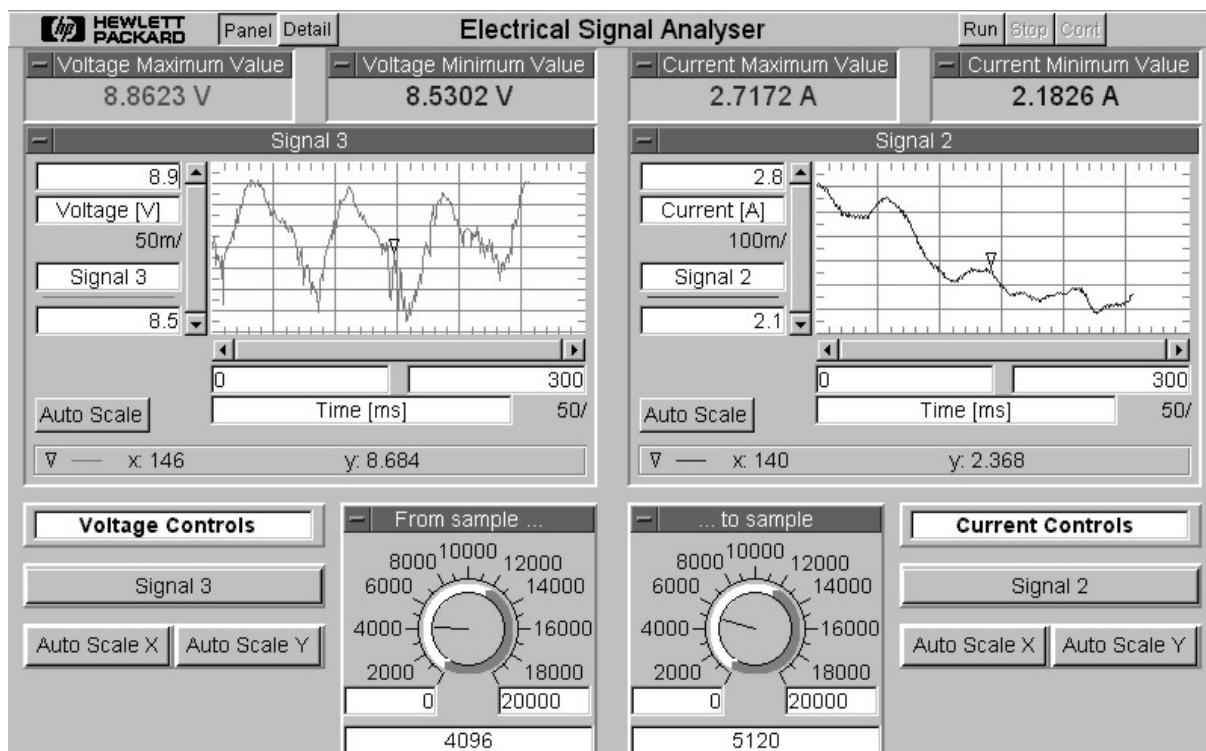 hp HEWLETT PACKARD Panel Detail Electrical Signal Analyser Run Stop Cont
Voltage Maximum Value Voltage Minimum Value Current Maximum Value Current Minimum Value
8.8623 V 8.5302 V 2.7172 A 2.1826 A
Signal 3
8.9
Voltage [V]
50m/
Signal 3
8.5
0 300
Auto Scale Time [ms] 50/
x: 146 y: 8.684
Signal 2
2.8
Current [A]
100m/
Signal 2
2.1
0 300
Auto Scale Time [ms] 50/
x: 140 y: 2.368
Voltage Controls
Signal 3
Auto Scale X Auto Scale Y
From sample ...
10000
8000 12000
6000 14000
4000 16000
2000 18000
0 20000
4096
... to sample
10000
8000 12000
6000 14000
4000 16000
2000 18000
0 20000
5120
Current Controls
Signal 2
Auto Scale X Auto Scale Y